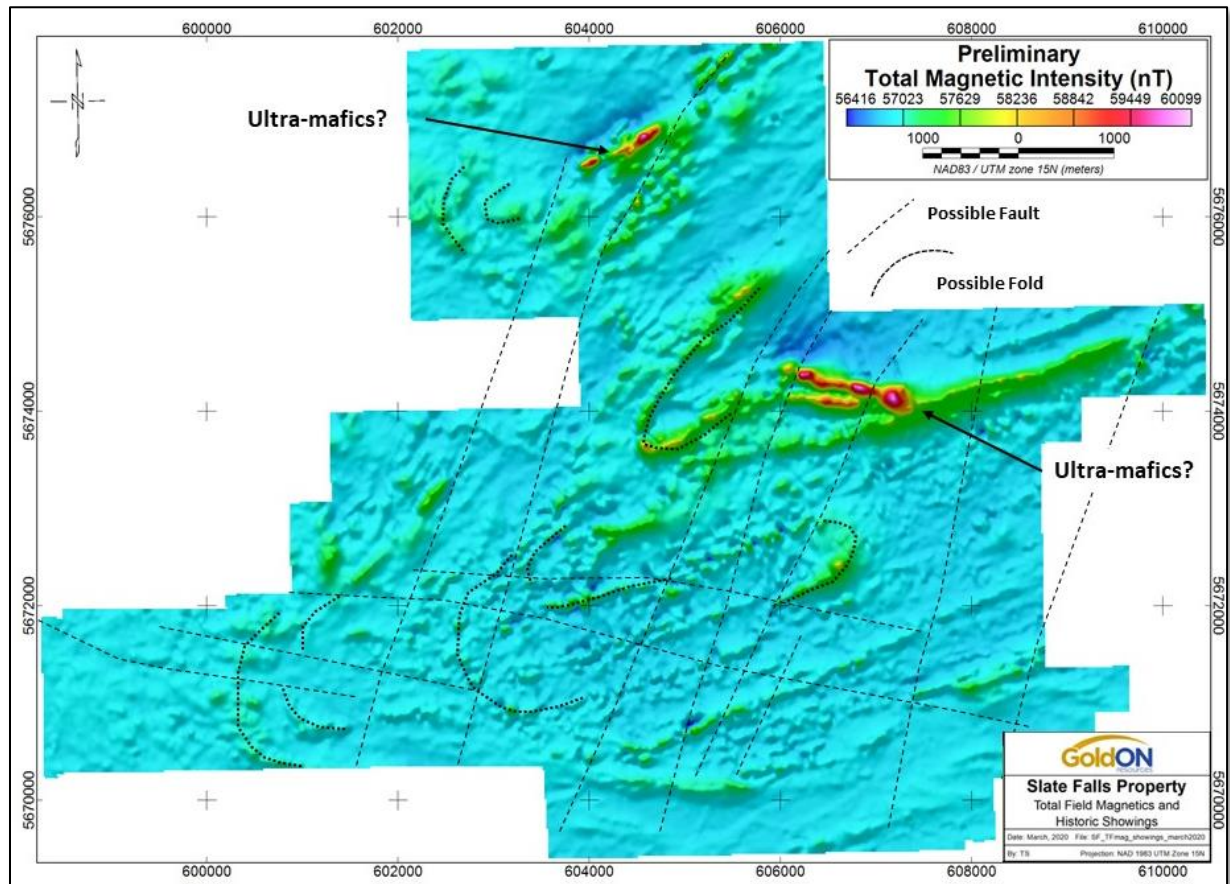 600000 602000 604000 606000 608000 610000
Preliminary
Total Magnetic Intensity (nT)
56416 57023 57629 58236 58842 59449 60099
1000 0 1000
NAD83 / UTM zone 15N (meters)
Ultra-mafics?
5676000
5676000
Possible Fault
Possible Fold
5674000
5674000
Ultra-mafics?
5672000
5672000
GoldON
RESOURCES
Slate Falls Property
Total Field Magnetics and
Historic Showings
Date: March, 2020 File: SF_TFmag_showings_march2020
By: TS Projection: NAD 1983 UTM Zone 15N
5670000
5670000
600000 602000 604000 606000 608000 610000